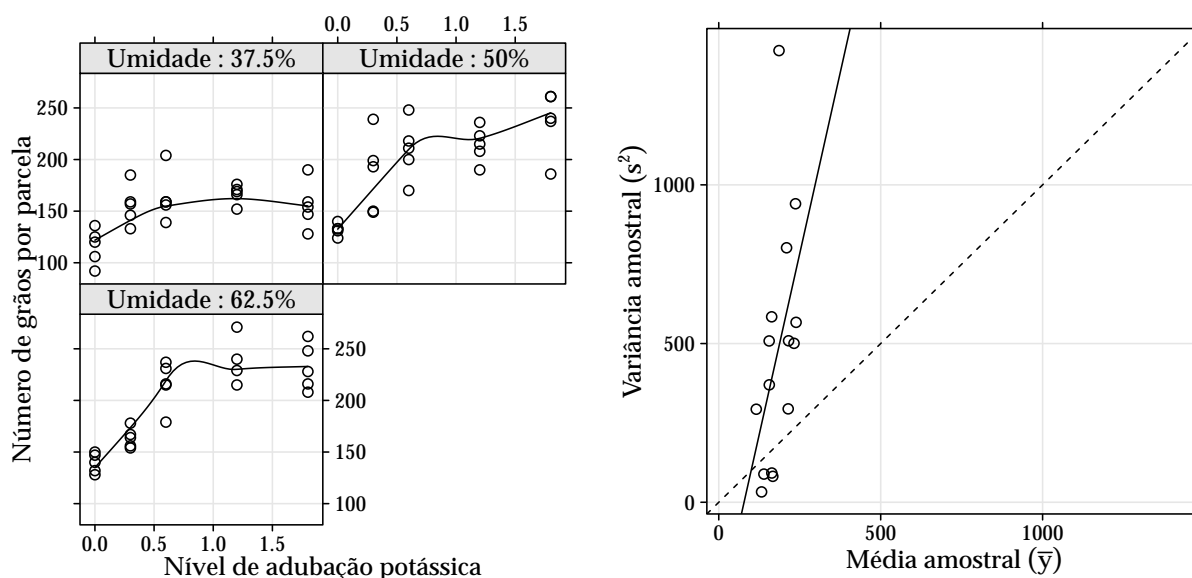 0.0 0.5 1.0 1.5
Umidade : 37.5%
Umidade : 50%
250
200
150
100
Umidade : 62.5%
250
200
150
100
0.0 0.5 1.0 1.5
Número de grãos por parcela
Nível de adubação potássica
1000
500
0
0 500 1000
Variância amostral (s²)
Média amostral (y̅)